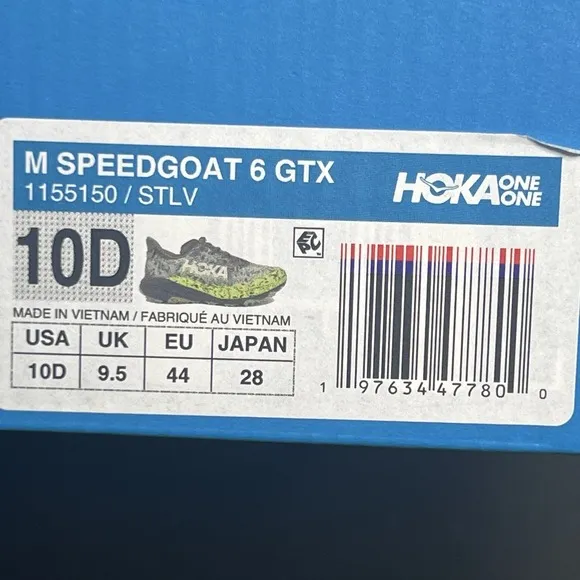 M SPEEDGOAT 6 GTX
1155150 / STLV
HOKA ONE ONE
10D
HOKA
MADE IN VIETNAM / FABRIQUÉ AU VIETNAM
USA UK EU JAPAN
10D 9.5 44 28
1 97634 47780 0